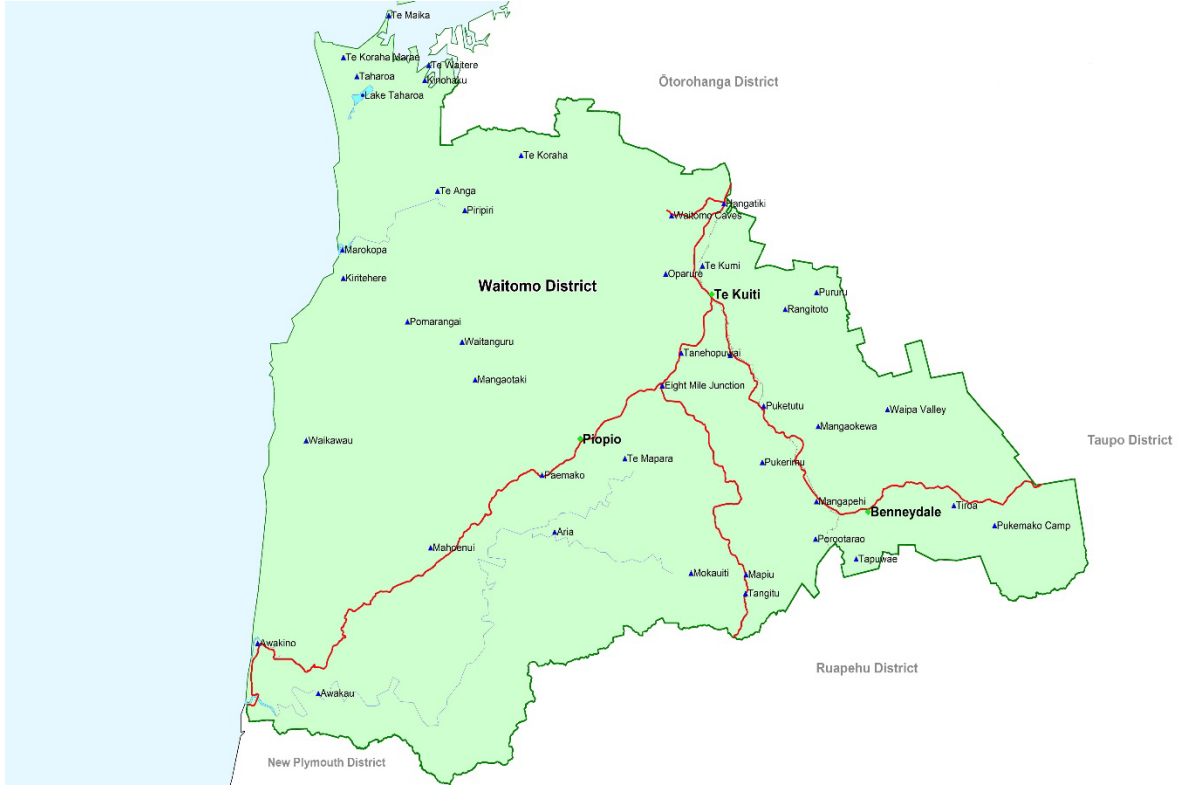 Te Maika
Te Koraha Marae
Te Waitere
Taharoa
Kinohaku
Ōtorohanga District
Lake Taharoa
Te Koraha
Te Anga
Hangatiki
Piripiri
Waitomo Caves
Marokopa
Te Kumi
Oparure
Kiritehere
Waitomo District
Te Kuiti
Pururu
Rangitoto
Pomarangai
Waitanguru
Tanehopuwai
Mangaotaki
Eight Mile Junction
Puketutu
Waipa Valley
Mangaokewa
Waikawau
Piopio
Taupo District
Te Mapara
Pukerimu
Paemako
Mangapehi
Tiroa
Benneydale
Pukemako Camp
Aria
Porootarao
Mahoenui
Tapuwae
Mokauiti
Mapiu
Tangitu
Awakino
Ruapehu District
Awakau
New Plymouth District